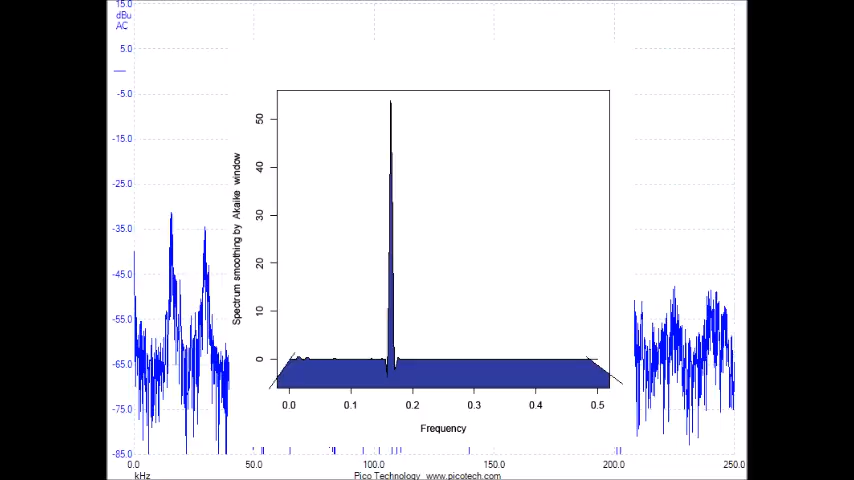 15.0
dBu
AC
5.0
-5.0
-15.0
-25.0
-35.0
-45.0
-55.0
-65.0
-75.0
-85.0
Spectrum smoothing by Akaike window
50
40
30
20
10
0
0.0 0.1 0.2 0.3 0.4 0.5
Frequency
0.0 50.0 100.0 150.0 200.0 250.0
kHz
Pico Technology www.picotech.com